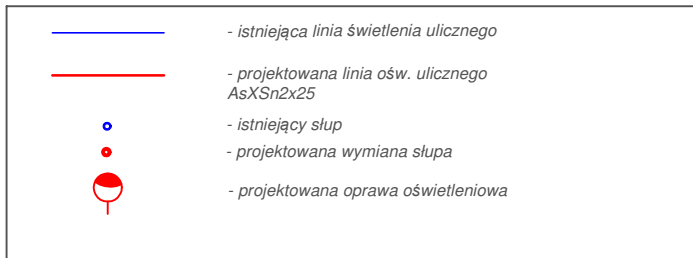 - istniejąca linia świetlenia ulicznego
- projektowana linia ośw. ulicznego
AsXSn2x25
- istniejący słup
- projektowana wymiana słupa
- projektowana oprawa oświetleniowa